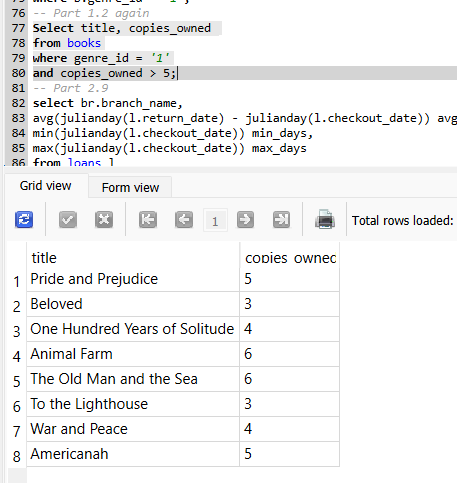 76 -- Part 1.2 again
77 Select title, copies_owned
78 from books
79 where genre_id = '1'
80 and copies_owned > 5;
81 -- Part 2.9
82 select br.branch_name,
83 avg(julianday(l.return_date) - julianday(l.checkout_date)) avg
84 min(julianday(l.checkout_date)) min_days,
85 max(julianday(l.checkout_date)) max_days
86 from loans l
Grid view Form view
1 Total rows loaded:
title copies_owned
1 Pride and Prejudice 5
2 Beloved 3
3 One Hundred Years of Solitude 4
4 Animal Farm 6
5 The Old Man and the Sea 6
6 To the Lighthouse 3
7 War and Peace 4
8 Americanah 5